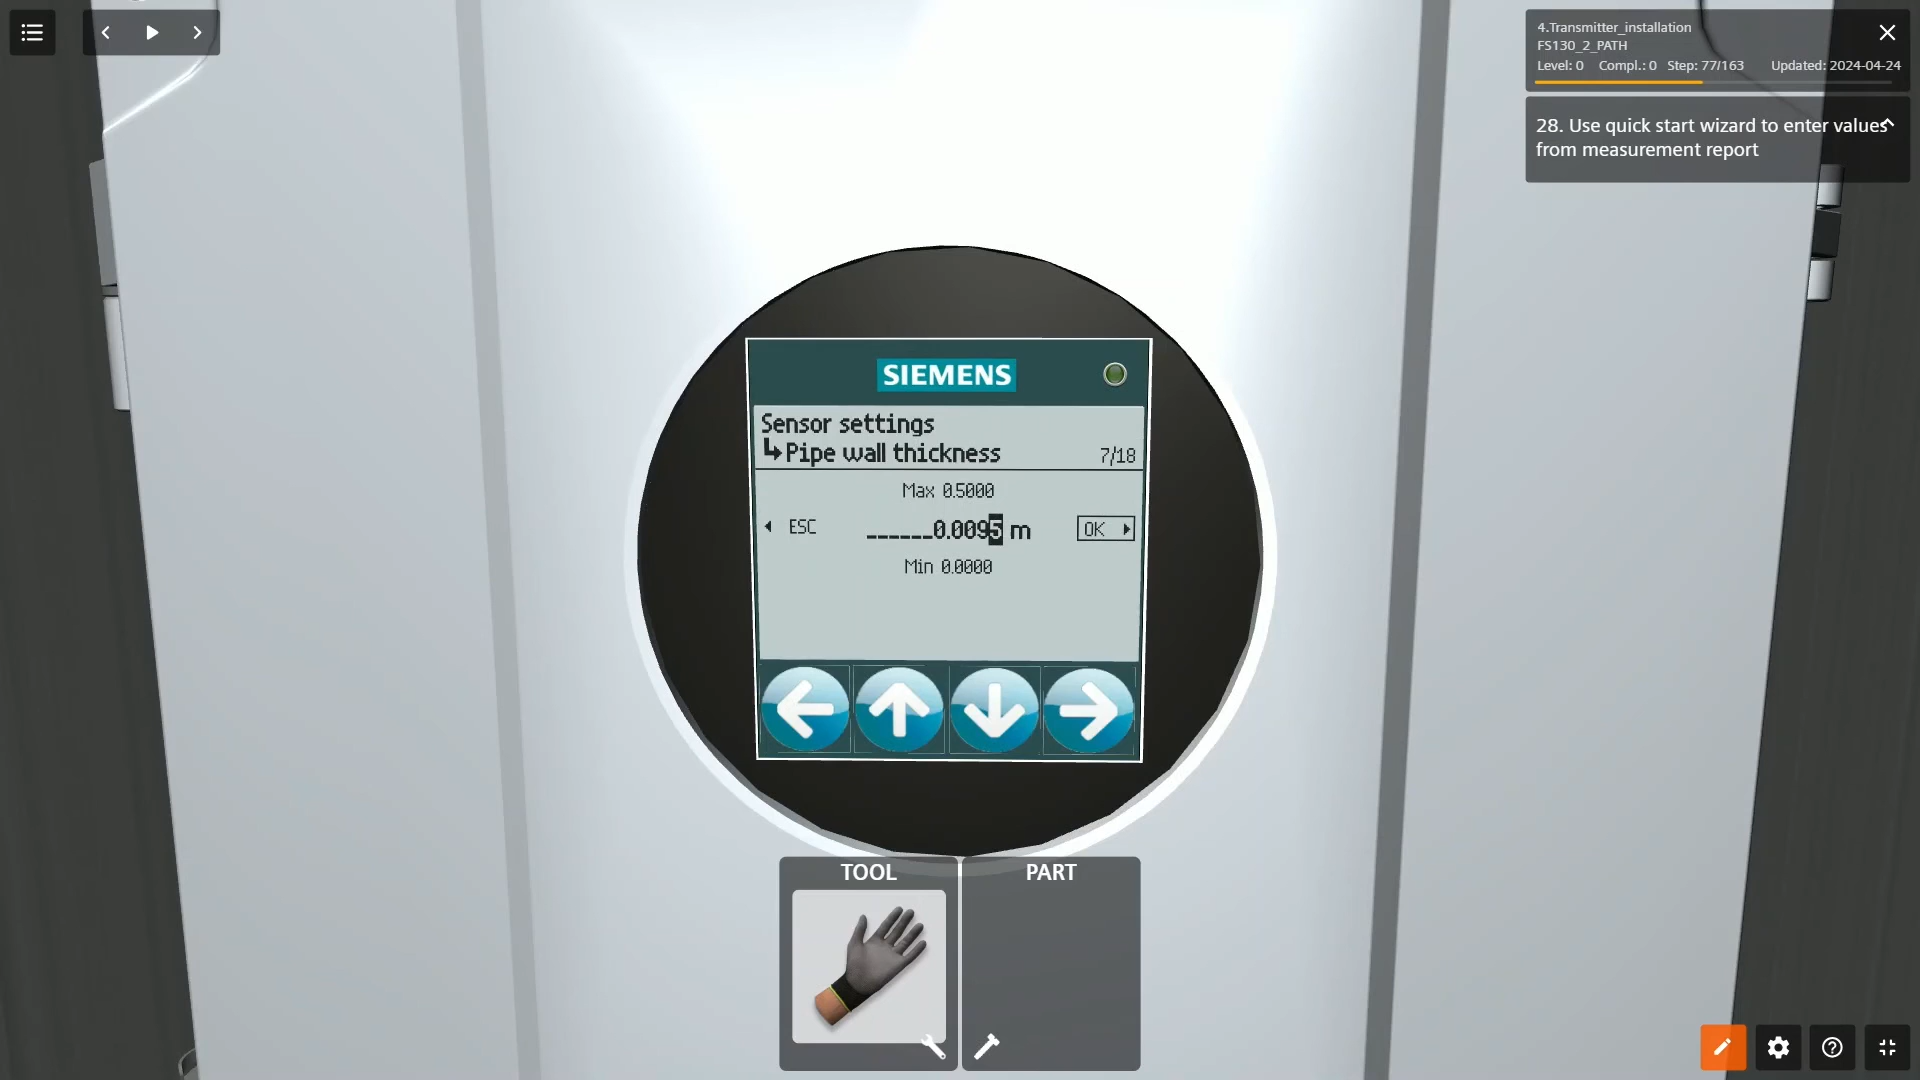 4.Transmitter_installation
FS130_2_PATH
Level: 0 Compl.: 0 Step: 77/163 Updated: 2024-04-24
28. Use quick start wizard to enter values
from measurement report
SIEMENS
Sensor settings
Pipe wall thickness 7/18
Max 0.5000
ESC ______0.0095 m OK
Min 0.0000
TOOL PART